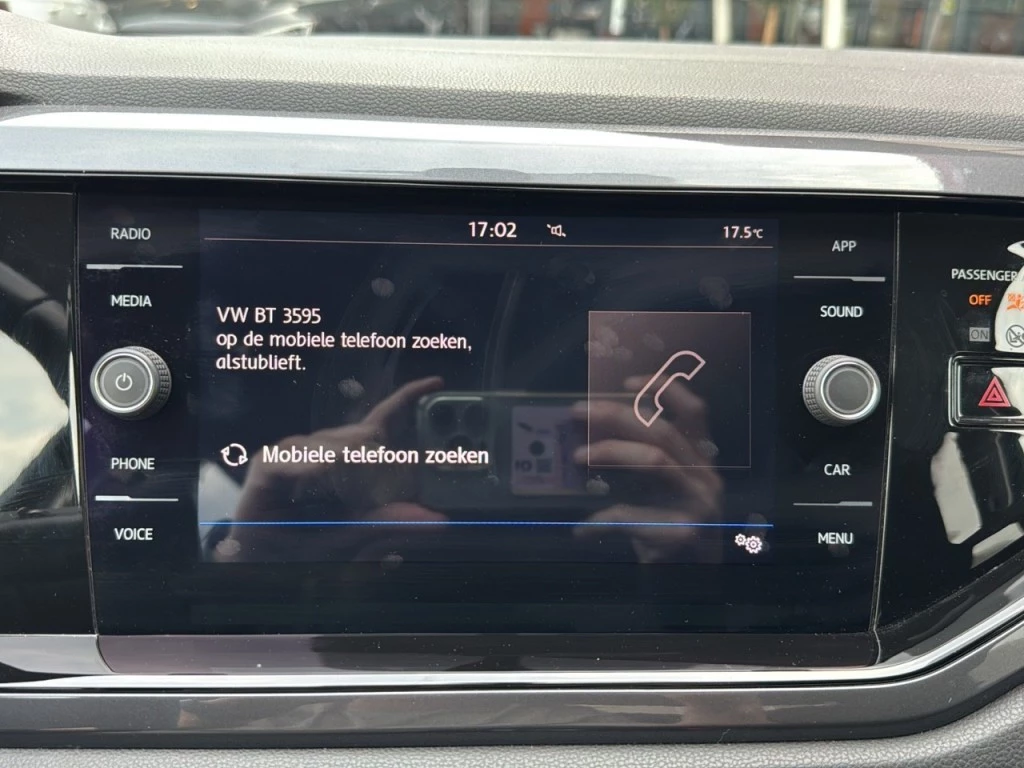 RADIO
MEDIA
PHONE
VOICE
17:02
17.5°C
VW BT 3595
op de mobiele telefoon zoeken,
alstublieft.
Mobiele telefoon zoeken
APP
SOUND
CAR
MENU
PASSENGER
OFF
ON